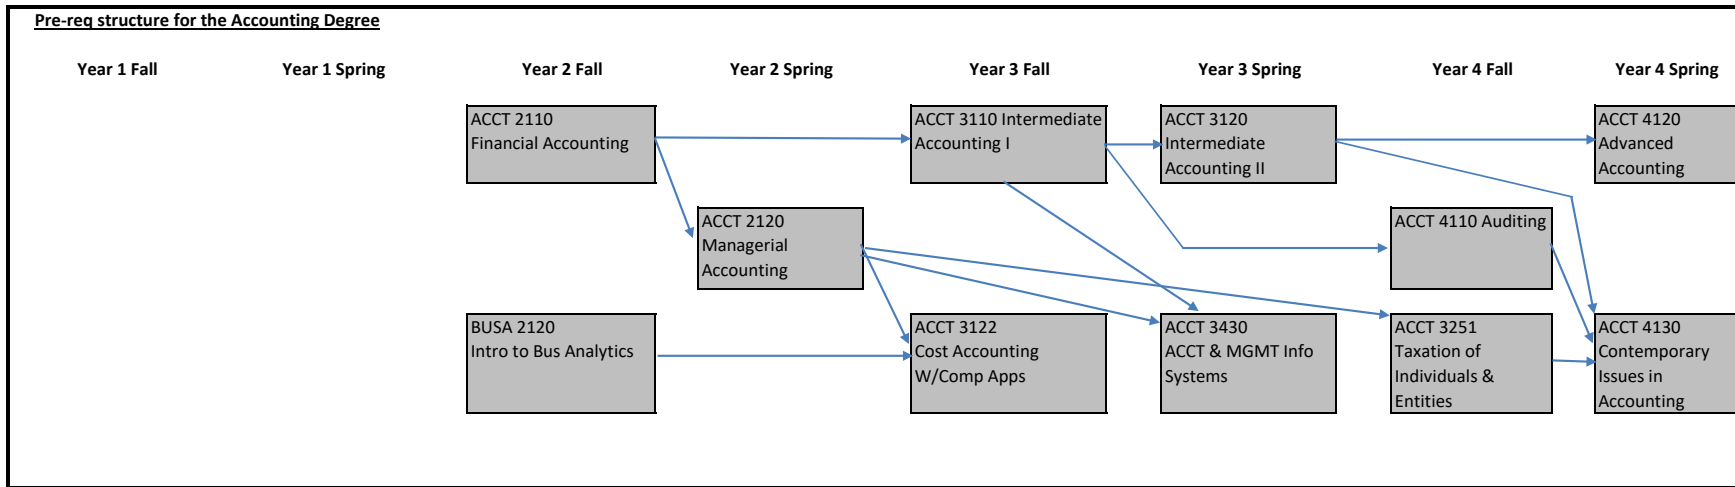 Pre-req structure for the Accounting Degree
Year 1 Fall
Year 1 Spring
Year 2 Fall
Year 2 Spring
Year 3 Fall
Year 3 Spring
Year 4 Fall
Year 4 Spring
ACCT 2110
Financial Accounting
ACCT 3110 Intermediate
Accounting I
ACCT 3120
Intermediate
Accounting II
ACCT 4120
Advanced
Accounting
ACCT 2120
Managerial
Accounting
ACCT 4110 Auditing
BUSA 2120
Intro to Bus Analytics
ACCT 3122
Cost Accounting
W/Comp Apps
ACCT 3430
ACCT & MGMT Info
Systems
ACCT 3251
Taxation of
Individuals &
Entities
ACCT 4130
Contemporary
Issues in
Accounting